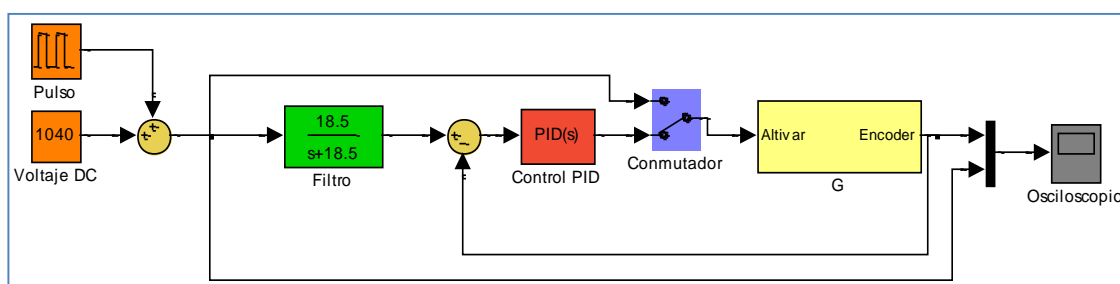 Pulso
1040
Voltaje DC
18.5
s+18.5
Filtro
PID(s)
Control PID
Conmutador
Altivar
Encoder
G
Osciloscopio